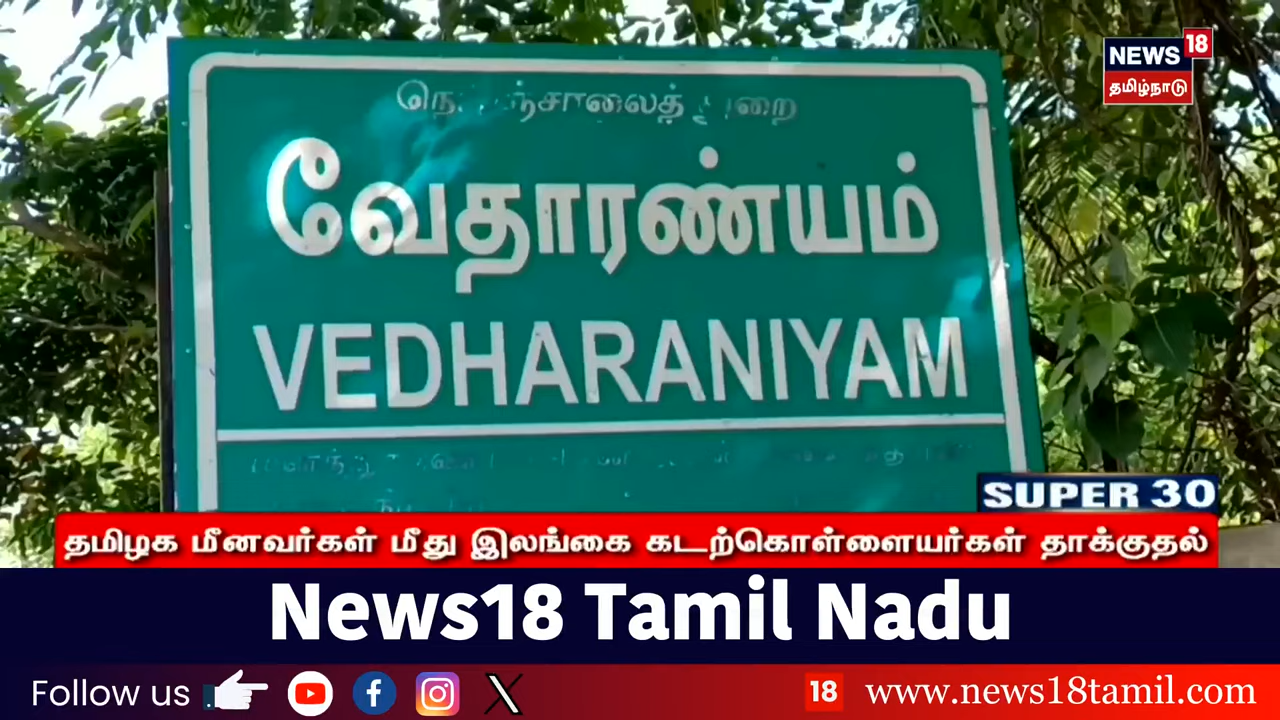 NEWS 18
தமிழ்நாடு
வேதாரண்யம்
VEDHARANIYAM
SUPER 30
தமிழக மீனவர்கள் மீது இலங்கை கடற்கொள்ளையர்கள் தாக்குதல்
News18 Tamil Nadu
Follow us
18 www.news18tamil.com